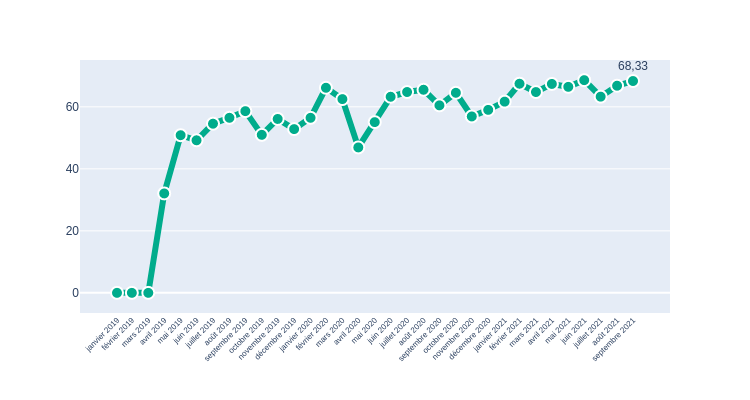 68,33
60
40
20
0
janvier 2019
février 2019
mars 2019
avril 2019
mai 2019
juin 2019
juillet 2019
août 2019
septembre 2019
octobre 2019
novembre 2019
décembre 2019
janvier 2020
février 2020
mars 2020
avril 2020
mai 2020
juin 2020
juillet 2020
août 2020
septembre 2020
octobre 2020
novembre 2020
décembre 2020
janvier 2021
février 2021
mars 2021
avril 2021
mai 2021
juin 2021
juillet 2021
août 2021
septembre 2021